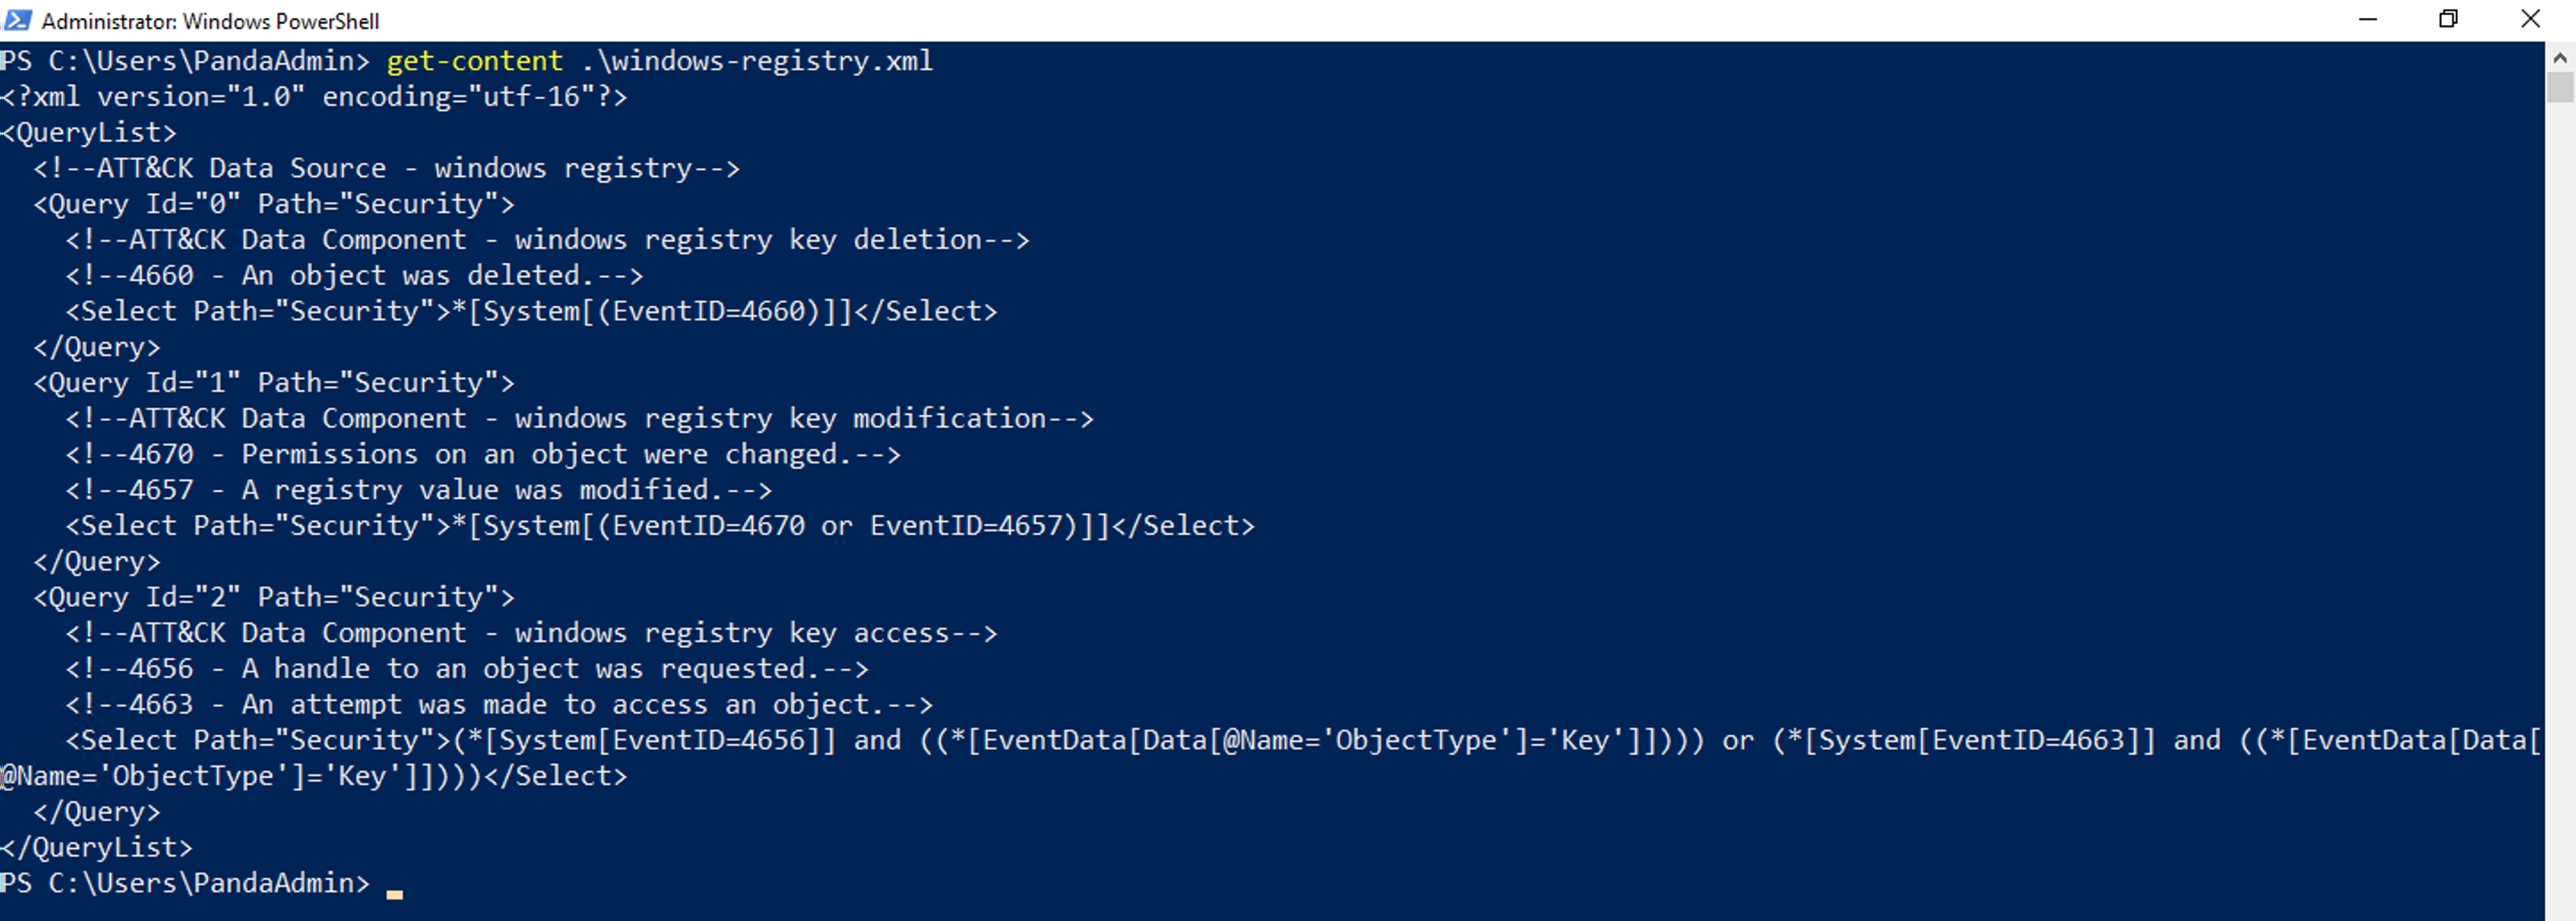 Administrator: Windows PowerShell
PS C:\Users\PandaAdmin> get-content .\windows-registry.xml
<?xml version="1.0" encoding="utf-16"?>
<QueryList>
  <!--ATT&CK Data Source - windows registry-->
  <Query Id="0" Path="Security">
    <!--ATT&CK Data Component - windows registry key deletion-->
    <!--4660 - An object was deleted.-->
    <Select Path="Security">*[System[(EventID=4660)]]</Select>
  </Query>
  <Query Id="1" Path="Security">
    <!--ATT&CK Data Component - windows registry key modification-->
    <!--4670 - Permissions on an object were changed.-->
    <!--4657 - A registry value was modified.-->
    <Select Path="Security">*[System[(EventID=4670 or EventID=4657)]]</Select>
  </Query>
  <Query Id="2" Path="Security">
    <!--ATT&CK Data Component - windows registry key access-->
    <!--4656 - A handle to an object was requested.-->
    <!--4663 - An attempt was made to access an object.-->
    <Select Path="Security">(*[System[EventID=4656]] and ((*[EventData[Data[@Name='ObjectType']='Key']]))) or (*[System[EventID=4663]] and ((*[EventData[Data[
@Name='ObjectType']='Key']])))</Select>
  </Query>
</QueryList>
PS C:\Users\PandaAdmin>